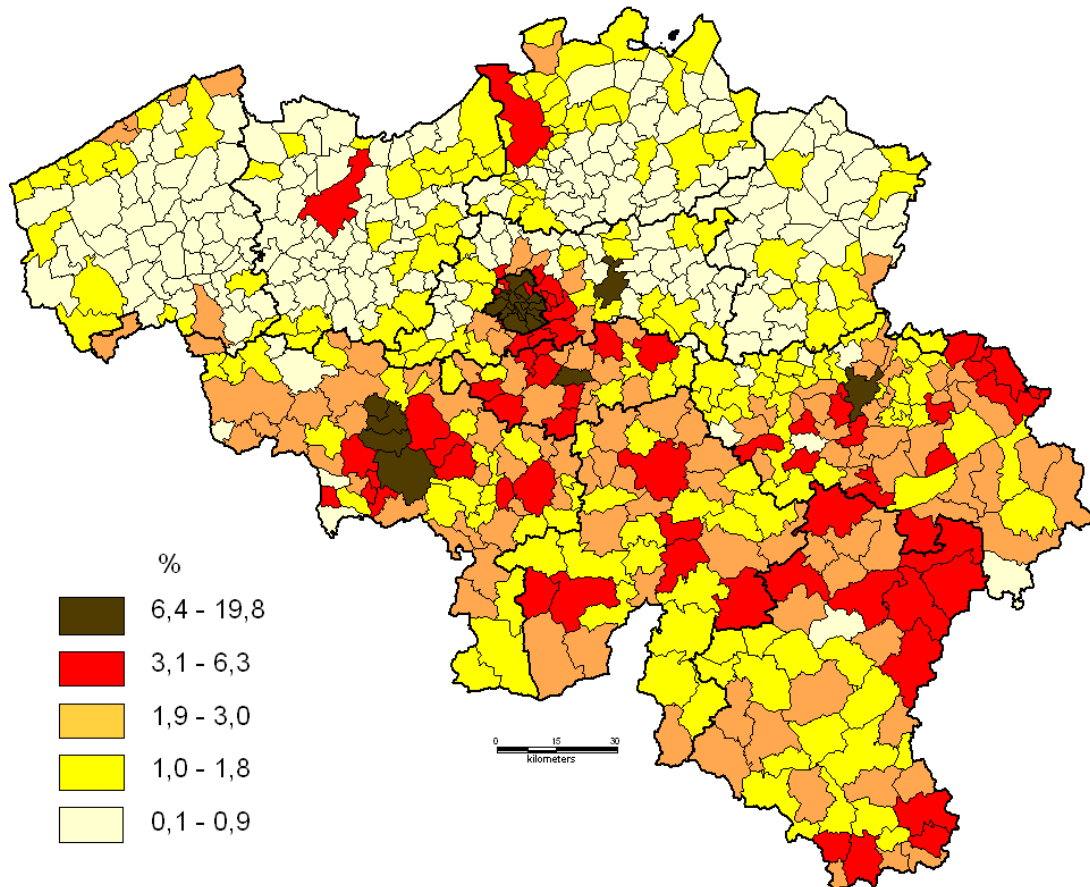 %
6,4 - 19,8
3,1 - 6,3
1,9 - 3,0
1,0 - 1,8
0,1 - 0,9
0 15 30
kilometers